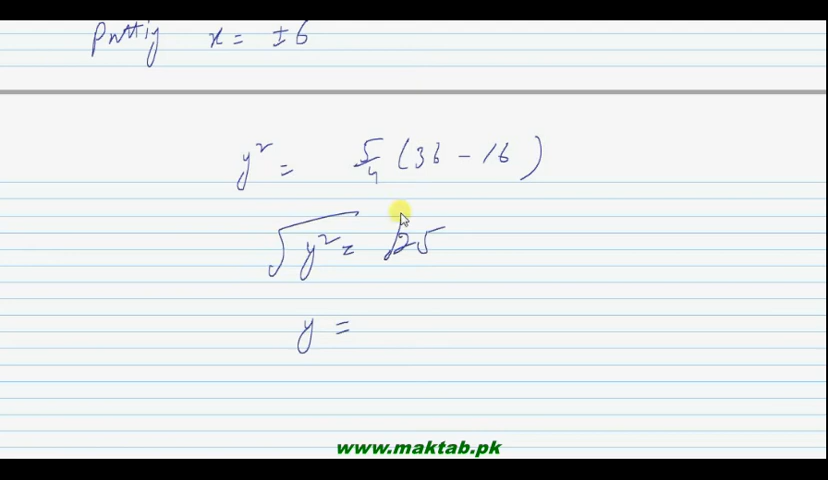 Putting x = ±6
y² = 5/4 (36 - 16)
√y² = √25
y =
www.maktab.pk